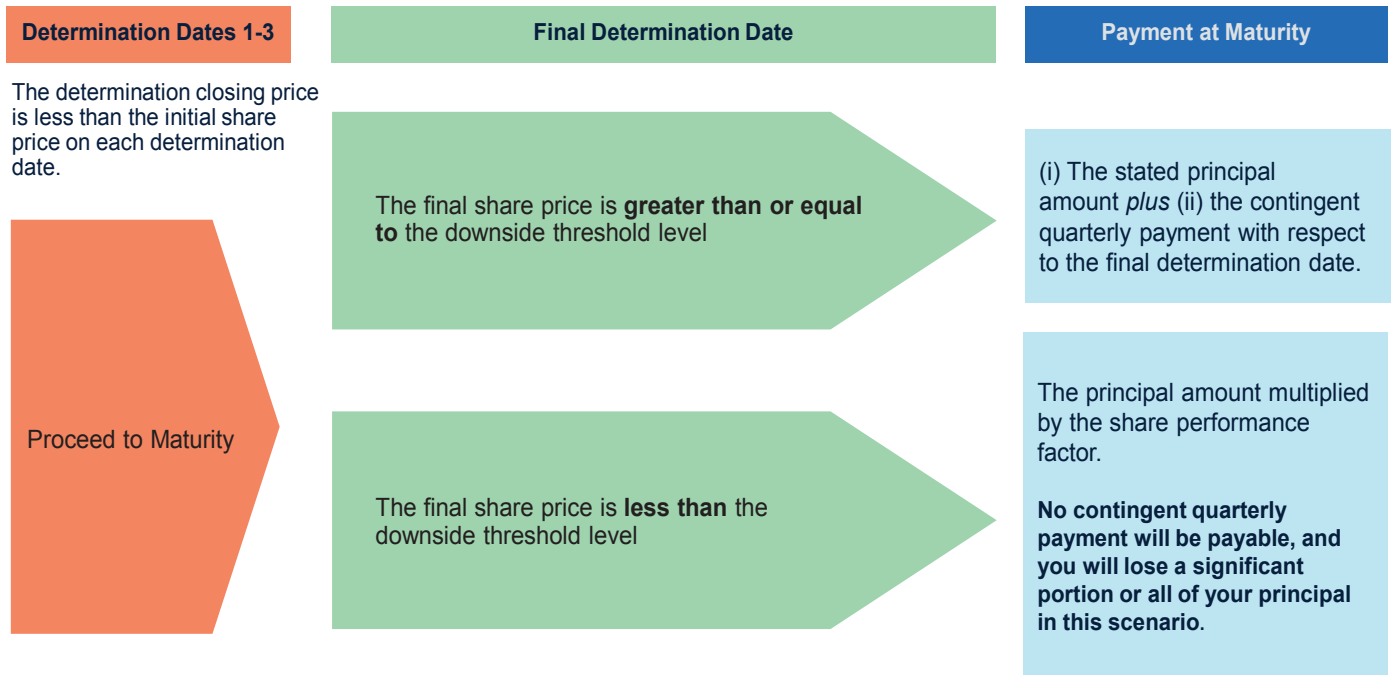 Determination Dates 1-3
Final Determination Date
Payment at Maturity
The determination closing price
is less than the initial share
price on each determination
date.
Proceed to Maturity
The final share price is greater than or equal
to the downside threshold level
(i) The stated principal
amount plus (ii) the contingent
quarterly payment with respect
to the final determination date.
The final share price is less than the
downside threshold level
The principal amount multiplied
by the share performance
factor.
No contingent quarterly
payment will be payable, and
you will lose a significant
portion or all of your principal
in this scenario.